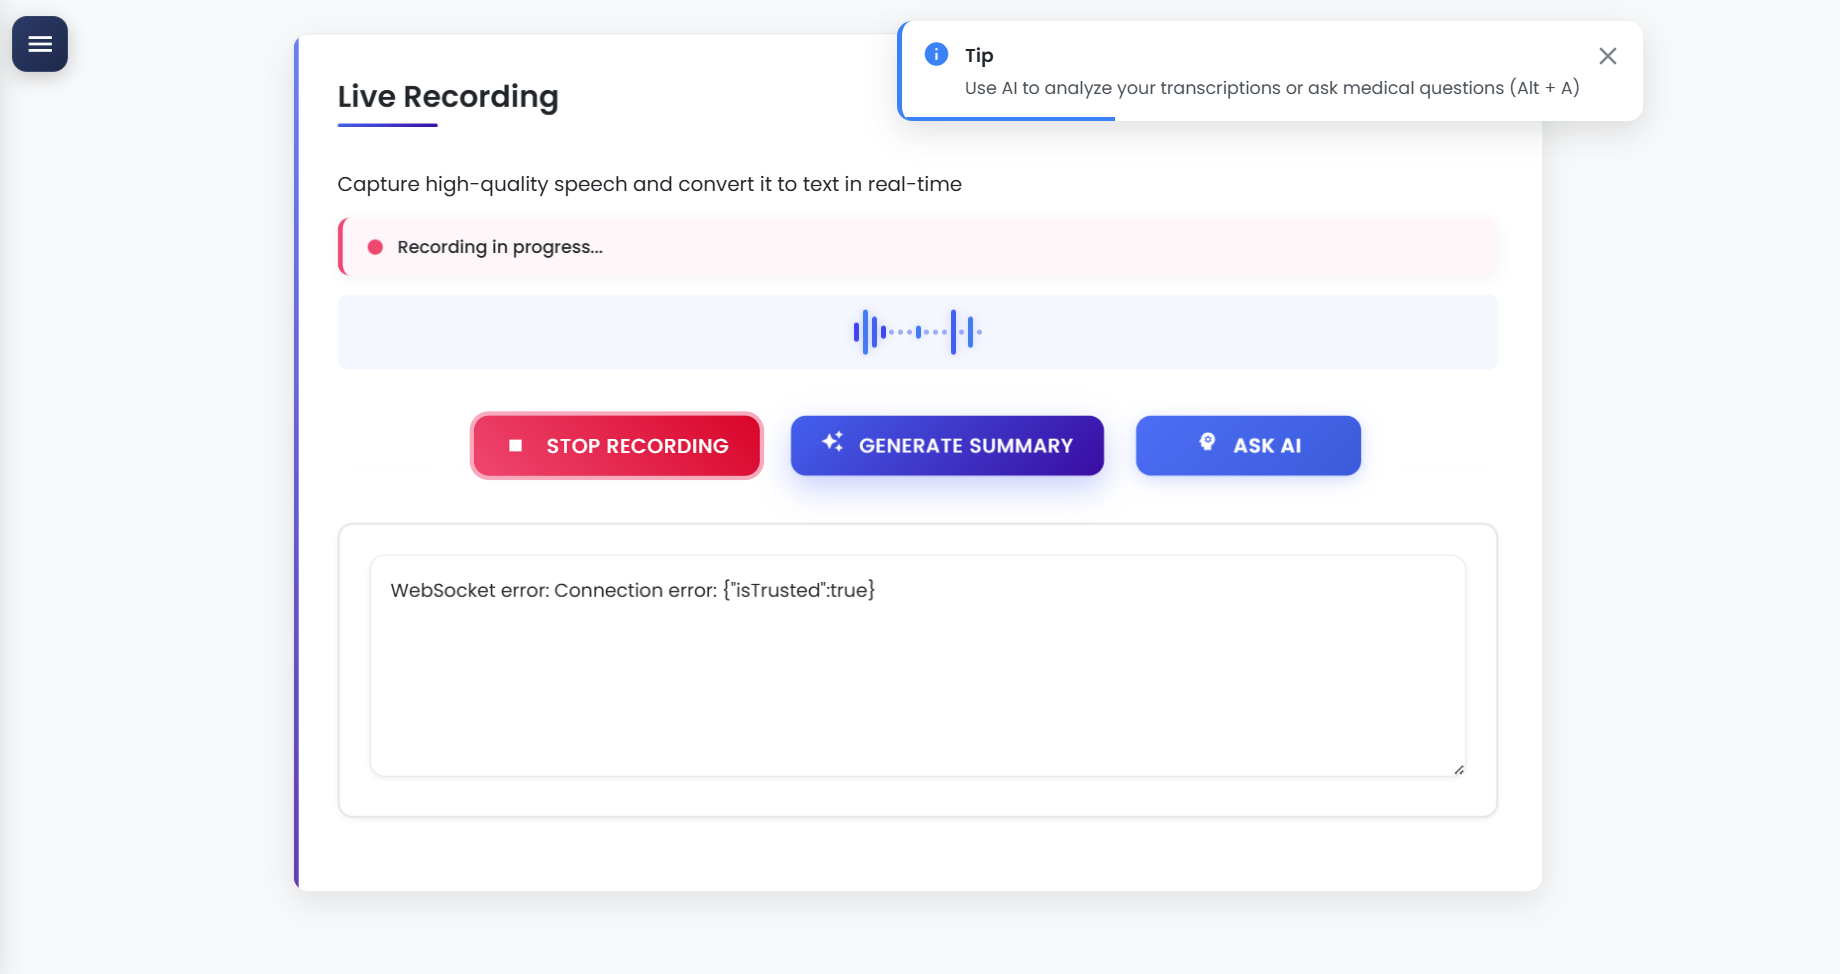 Tip
Use AI to analyze your transcriptions or ask medical questions (Alt + A)
Live Recording
Capture high-quality speech and convert it to text in real-time
Recording in progress...
STOP RECORDING
GENERATE SUMMARY
ASK AI
WebSocket error: Connection error: {"isTrusted":true}